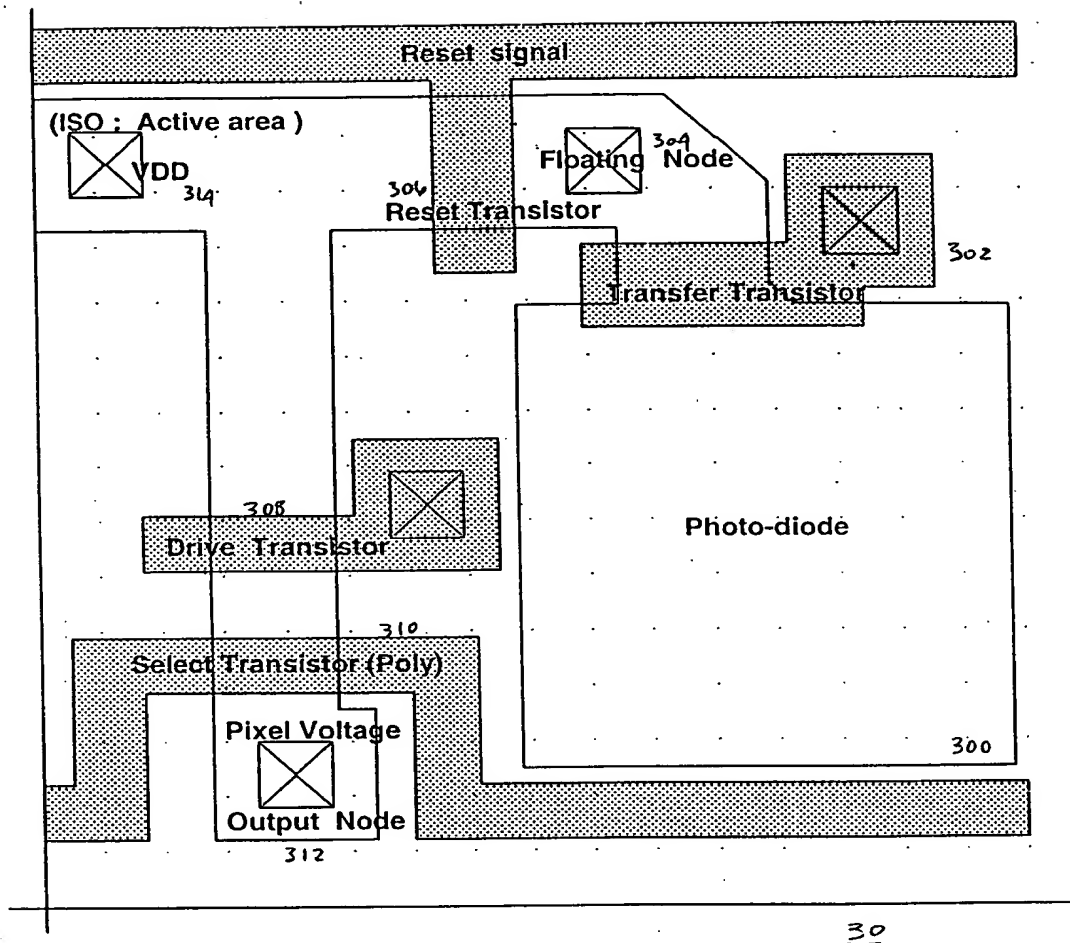 Reset signal
(ISO ; Active area )
VDD
314
304
Floating Node
306
Reset Transistor
302
Transfer Transistor
308
Drive Transistor
Photo-diode
310
Select Transistor (Poly)
Pixel Voltage
300
Output Node
312
30